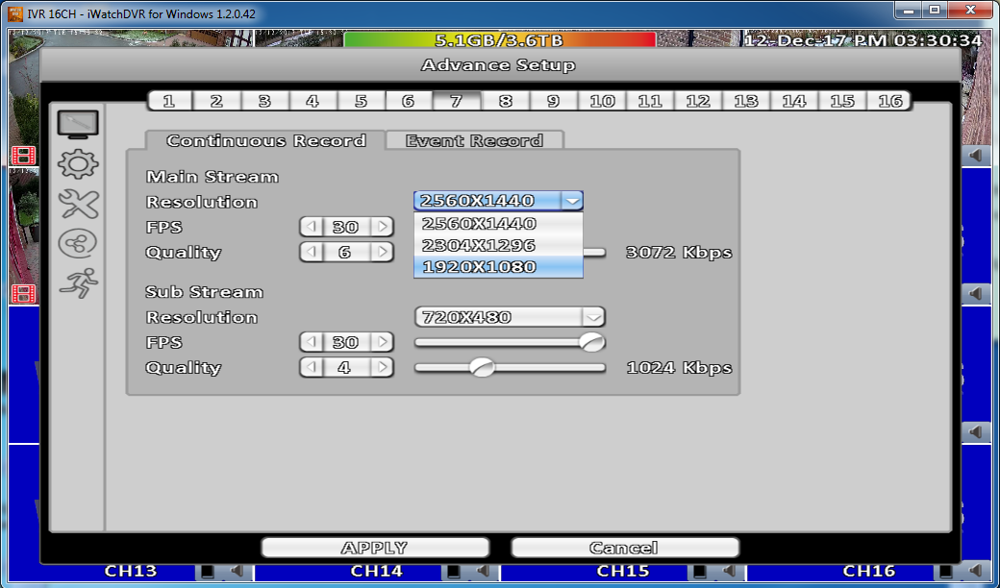 IVR 16CH - iWatchDVR for Windows 1.2.0.42
5.1GB/3.6TB
12-Dec-17 PM 03:30:34
Advance Setup
1 2 3 4 5 6 7 8 9 10 11 12 13 14 15 16
Continuous Record Event Record
Main Stream
Resolution 2560X1440
FPS 30 2560X1440
2304X1296
Quality 6 3072 Kbps
1920X1080
Sub Stream
Resolution 720X480
FPS 30
Quality 4 1024 Kbps
APPLY Cancel
CH13 CH14 CH15 CH16